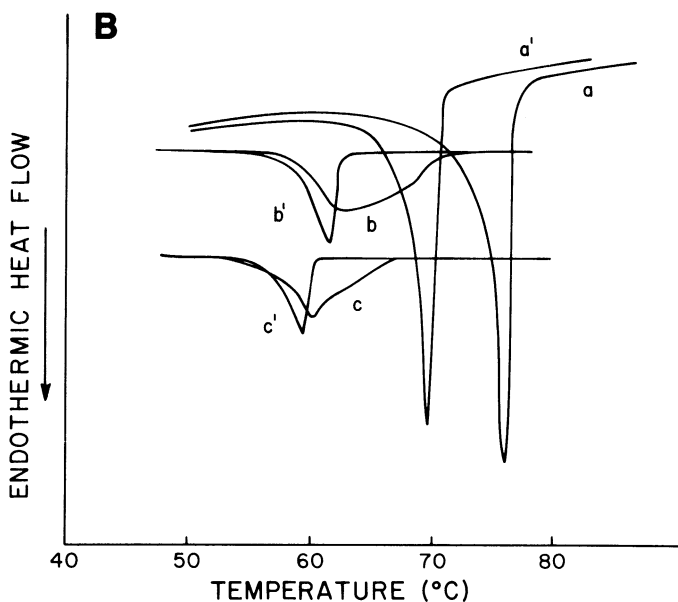 B
a'
a
b'
b
c'
c
ENDOTHERMIC HEAT FLOW
40 50 60 70 80
TEMPERATURE (°C)